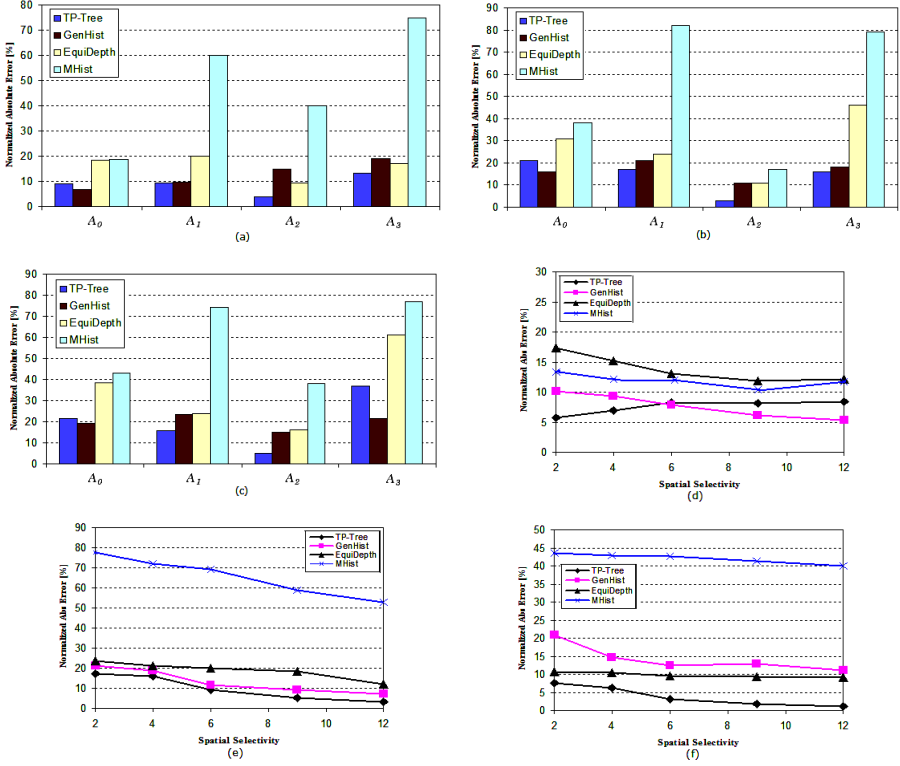 Normalized Absolute Error [%]
80
70
60
50
40
30
20
10
0
TP-Tree
GenHist
EquiDepth
MHist
A0
A1
A2
A3
(a)
Normalized Absolute Error [%]
90
80
70
60
50
40
30
20
10
0
TP-Tree
GenHist
EquiDepth
MHist
A0
A1
A2
A3
(b)
Normalized Absolute Error [%]
90
80
70
60
50
40
30
20
10
0
TP-Tree
GenHist
EquiDepth
MHist
A0
A1
A2
A3
(c)
Normalized Abs Error [%]
30
25
20
15
10
5
0
TP-Tree
GenHist
EquiDepth
MHist
2 4 6 8 10 12
Spatial Selectivity
(d)
Normalized Abs Error [%]
90
80
70
60
50
40
30
20
10
0
TP-Tree
GenHist
EquiDepth
MHist
2 4 6 8 10 12
Spatial Selectivity
(e)
Normalized Abs Error [%]
50
45
40
35
30
25
20
15
10
5
0
TP-Tree
GenHist
EquiDepth
MHist
2 4 6 8 10 12
Spatial Selectivity
(f)